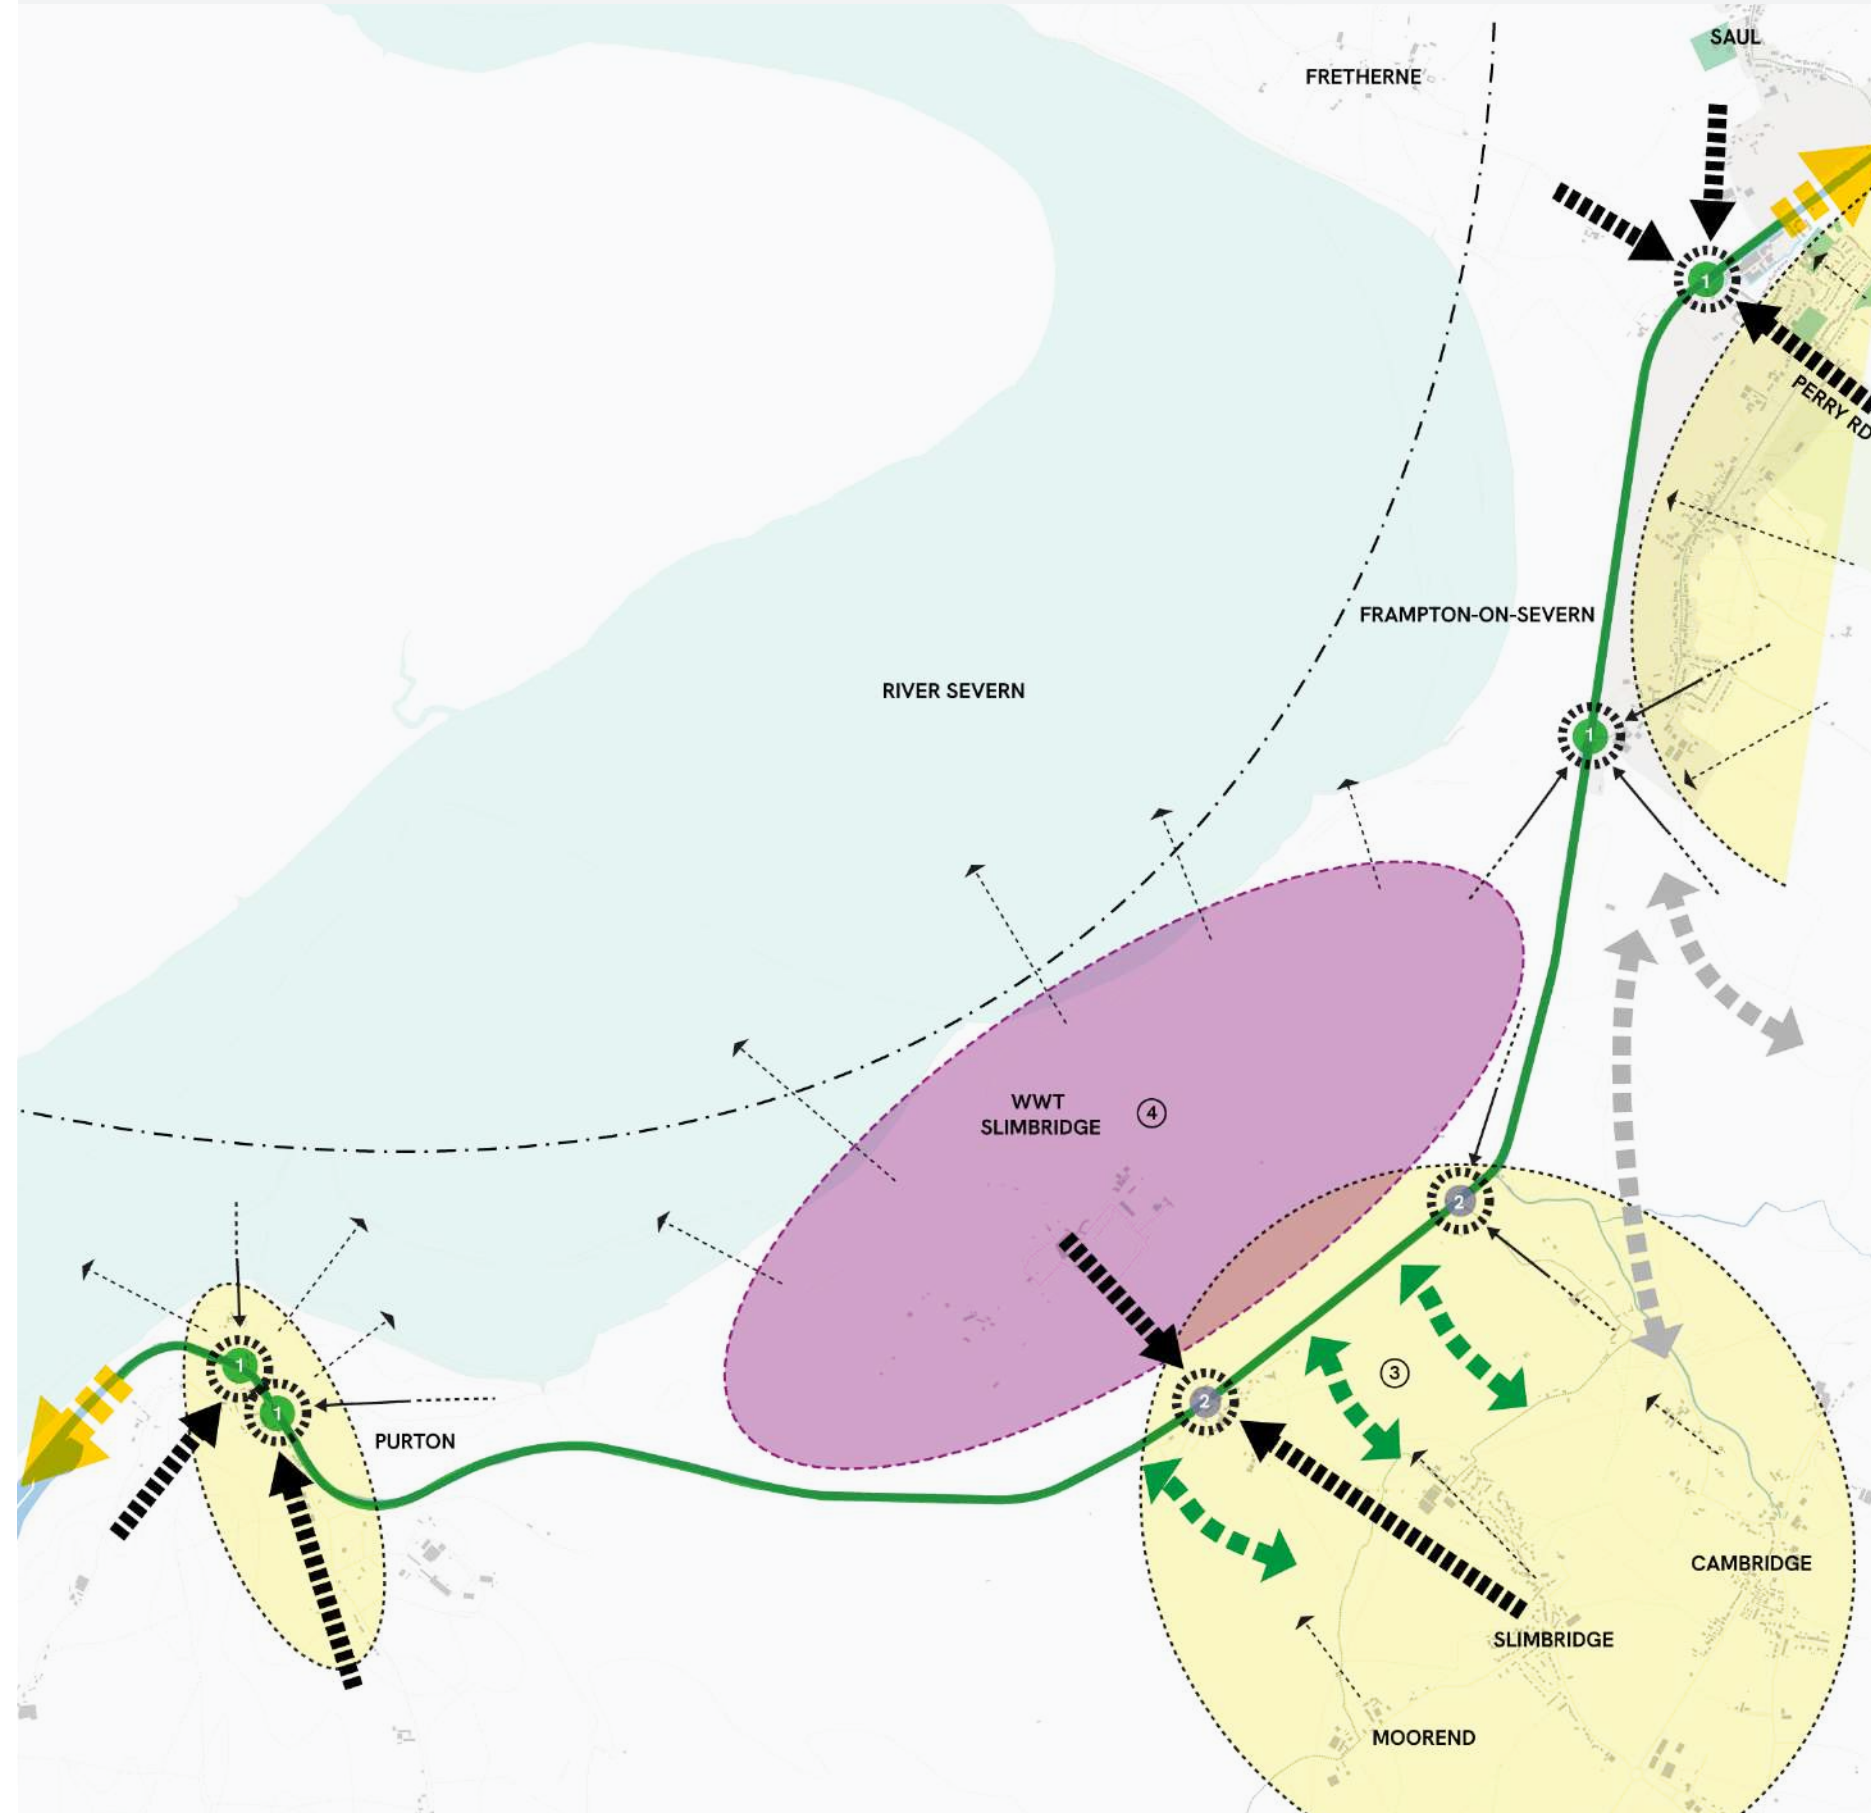 SAUL
FRETHERNE
1
PERRY RD
FRAMPTON-ON-SEVERN
RIVER SEVERN
1
WWT
SLIMBRIDGE
4
2
1
3
2
1
PURTON
CAMBRIDGE
SLIMBRIDGE
MOOREND